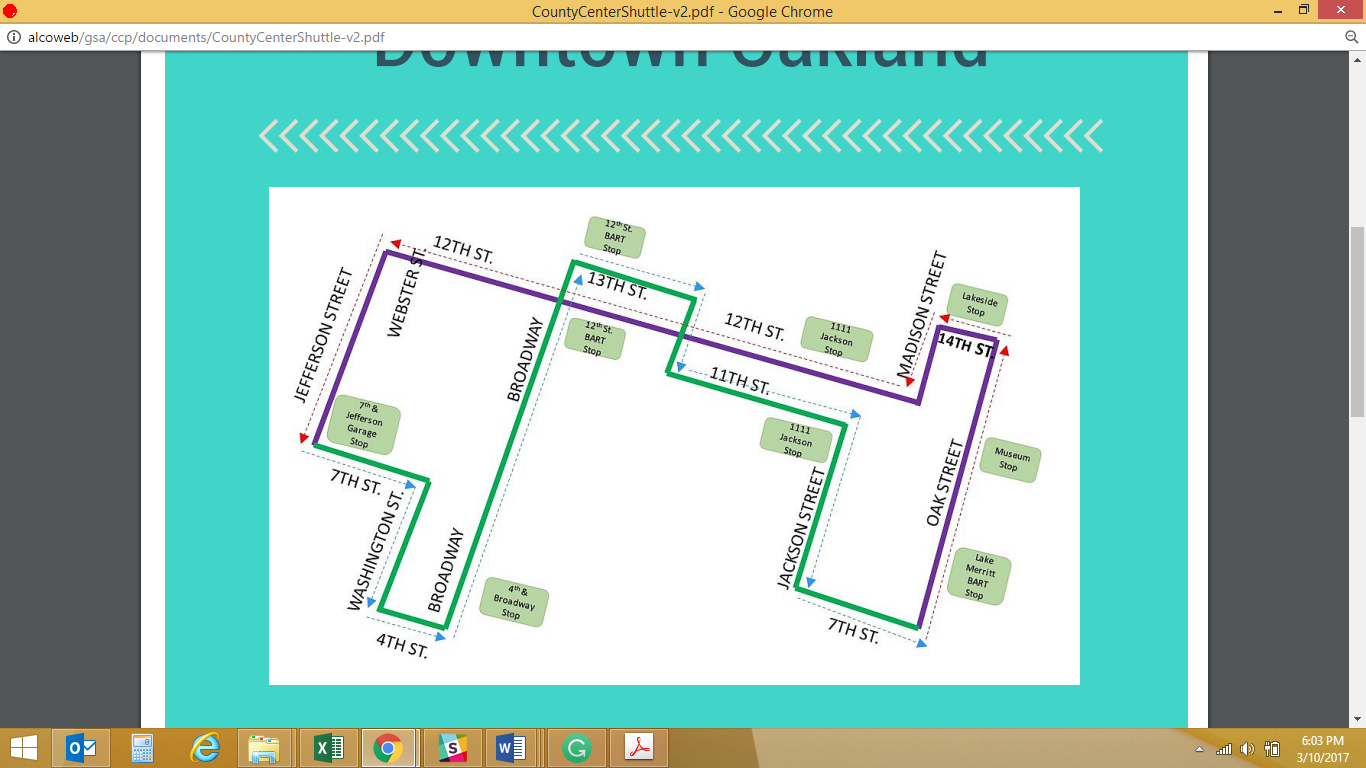 CountyCenterShuttle-v2.pdf - Google Chrome
alcoweb/gsa/ccp/documents/CountyCenterShuttle-v2.pdf
Downtown Oakland
12th St.
BART
Stop
12TH ST.
13TH ST.
WEBSTER ST.
JEFFERSON STREET
BROADWAY
12th St.
BART
Stop
12TH ST.
1111
Jackson
Stop
MADISON STREET
Lakeside
Stop
14TH ST.
11TH ST.
7th &
Jefferson
Garage
Stop
1111
Jackson
Stop
Museum
Stop
7TH ST.
WASHINGTON ST.
BROADWAY
JACKSON STREET
OAK STREET
Lake
Merritt
BART
Stop
4th &
Broadway
Stop
4TH ST.
7TH ST.
6:03 PM
3/10/2017